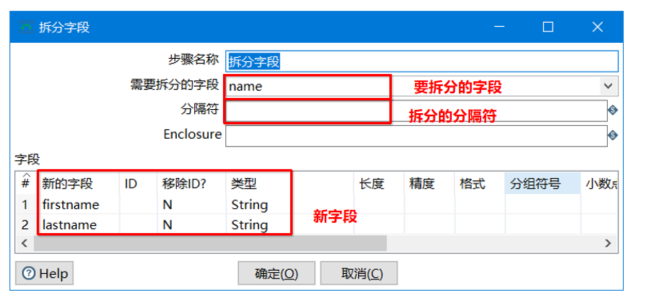 拆分字段
步骤名称 拆分字段
需要拆分的字段 name 要拆分的字段
分隔符 拆分的分隔符
Enclosure
字段
# 新的字段 ID 移除ID? 类型 长度 精度 格式 分组符号 小数点
1 firstname N String 新字段
2 lastname N String
Help 确定(O) 取消(C)